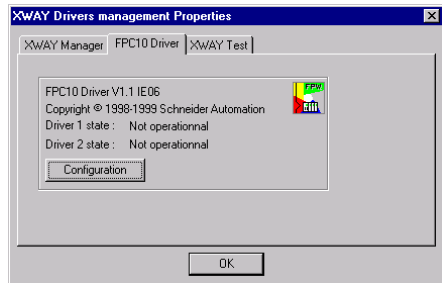 XWAY Drivers management Properties
XWAY Manager FPC10 Driver XWAY Test
FPC10 Driver V1.1 IE06
FPW
Copyright © 1998-1999 Schneider Automation
Driver 1 state : Not operationnal
Driver 2 state : Not operationnal
Configuration
OK